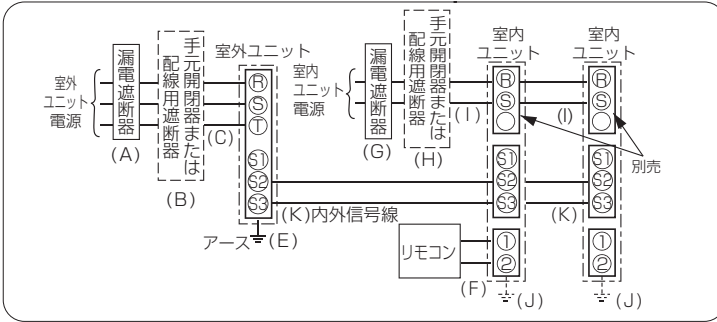 室外
ユニット
電源
漏電遮断器
(A)
手元開閉器または
配線用遮断器
(B)
(C)
室外ユニット
R
S
T
S1
S2
S3
アース
(E)
(K)内外信号線
室内
ユニット
電源
漏電遮断器
(G)
手元開閉器または
配線用遮断器
(H)
(I)
室内
ユニット
R
S
S1
S2
S3
1
2
(J)
(I)
(K)
リモコン
(F)
室内
ユニット
R
S
別売
S1
S2
S3
1
2
(J)